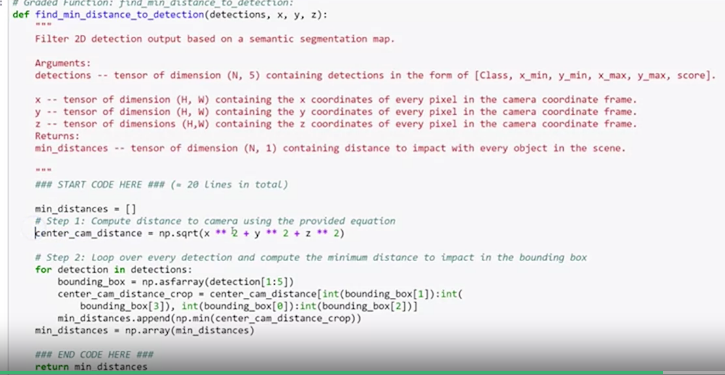 # Graded Function: find_min_distance_to_detection:
def find_min_distance_to_detection(detections, x, y, z):
"""
Filter 2D detection output based on a semantic segmentation map.
Arguments:
detections -- tensor of dimension (N, 5) containing detections in the form of [Class, x_min, y_min, x_max, y_max, score].
x -- tensor of dimension (H, W) containing the x coordinates of every pixel in the camera coordinate frame.
y -- tensor of dimension (H, W) containing the y coordinates of every pixel in the camera coordinate frame.
z -- tensor of dimensions (H,W) containing the z coordinates of every pixel in the camera coordinate frame.
Returns:
min_distances -- tensor of dimension (N, 1) containing distance to impact with every object in the scene.
"""
### START CODE HERE ### (≈ 20 lines in total)
min_distances = []
# Step 1: Compute distance to camera using the provided equation
center_cam_distance = np.sqrt(x ** 2 + y ** 2 + z ** 2)
# Step 2: Loop over every detection and compute the minimum distance to impact in the bounding box
for detection in detections:
bounding_box = np.asfarray(detection[1:5])
center_cam_distance_crop = center_cam_distance[int(bounding_box[1]):int(
bounding_box[3]), int(bounding_box[0]):int(bounding_box[2])]
min_distances.append(np.min(center_cam_distance_crop))
min_distances = np.array(min_distances)
### END CODE HERE ###
return min_distances